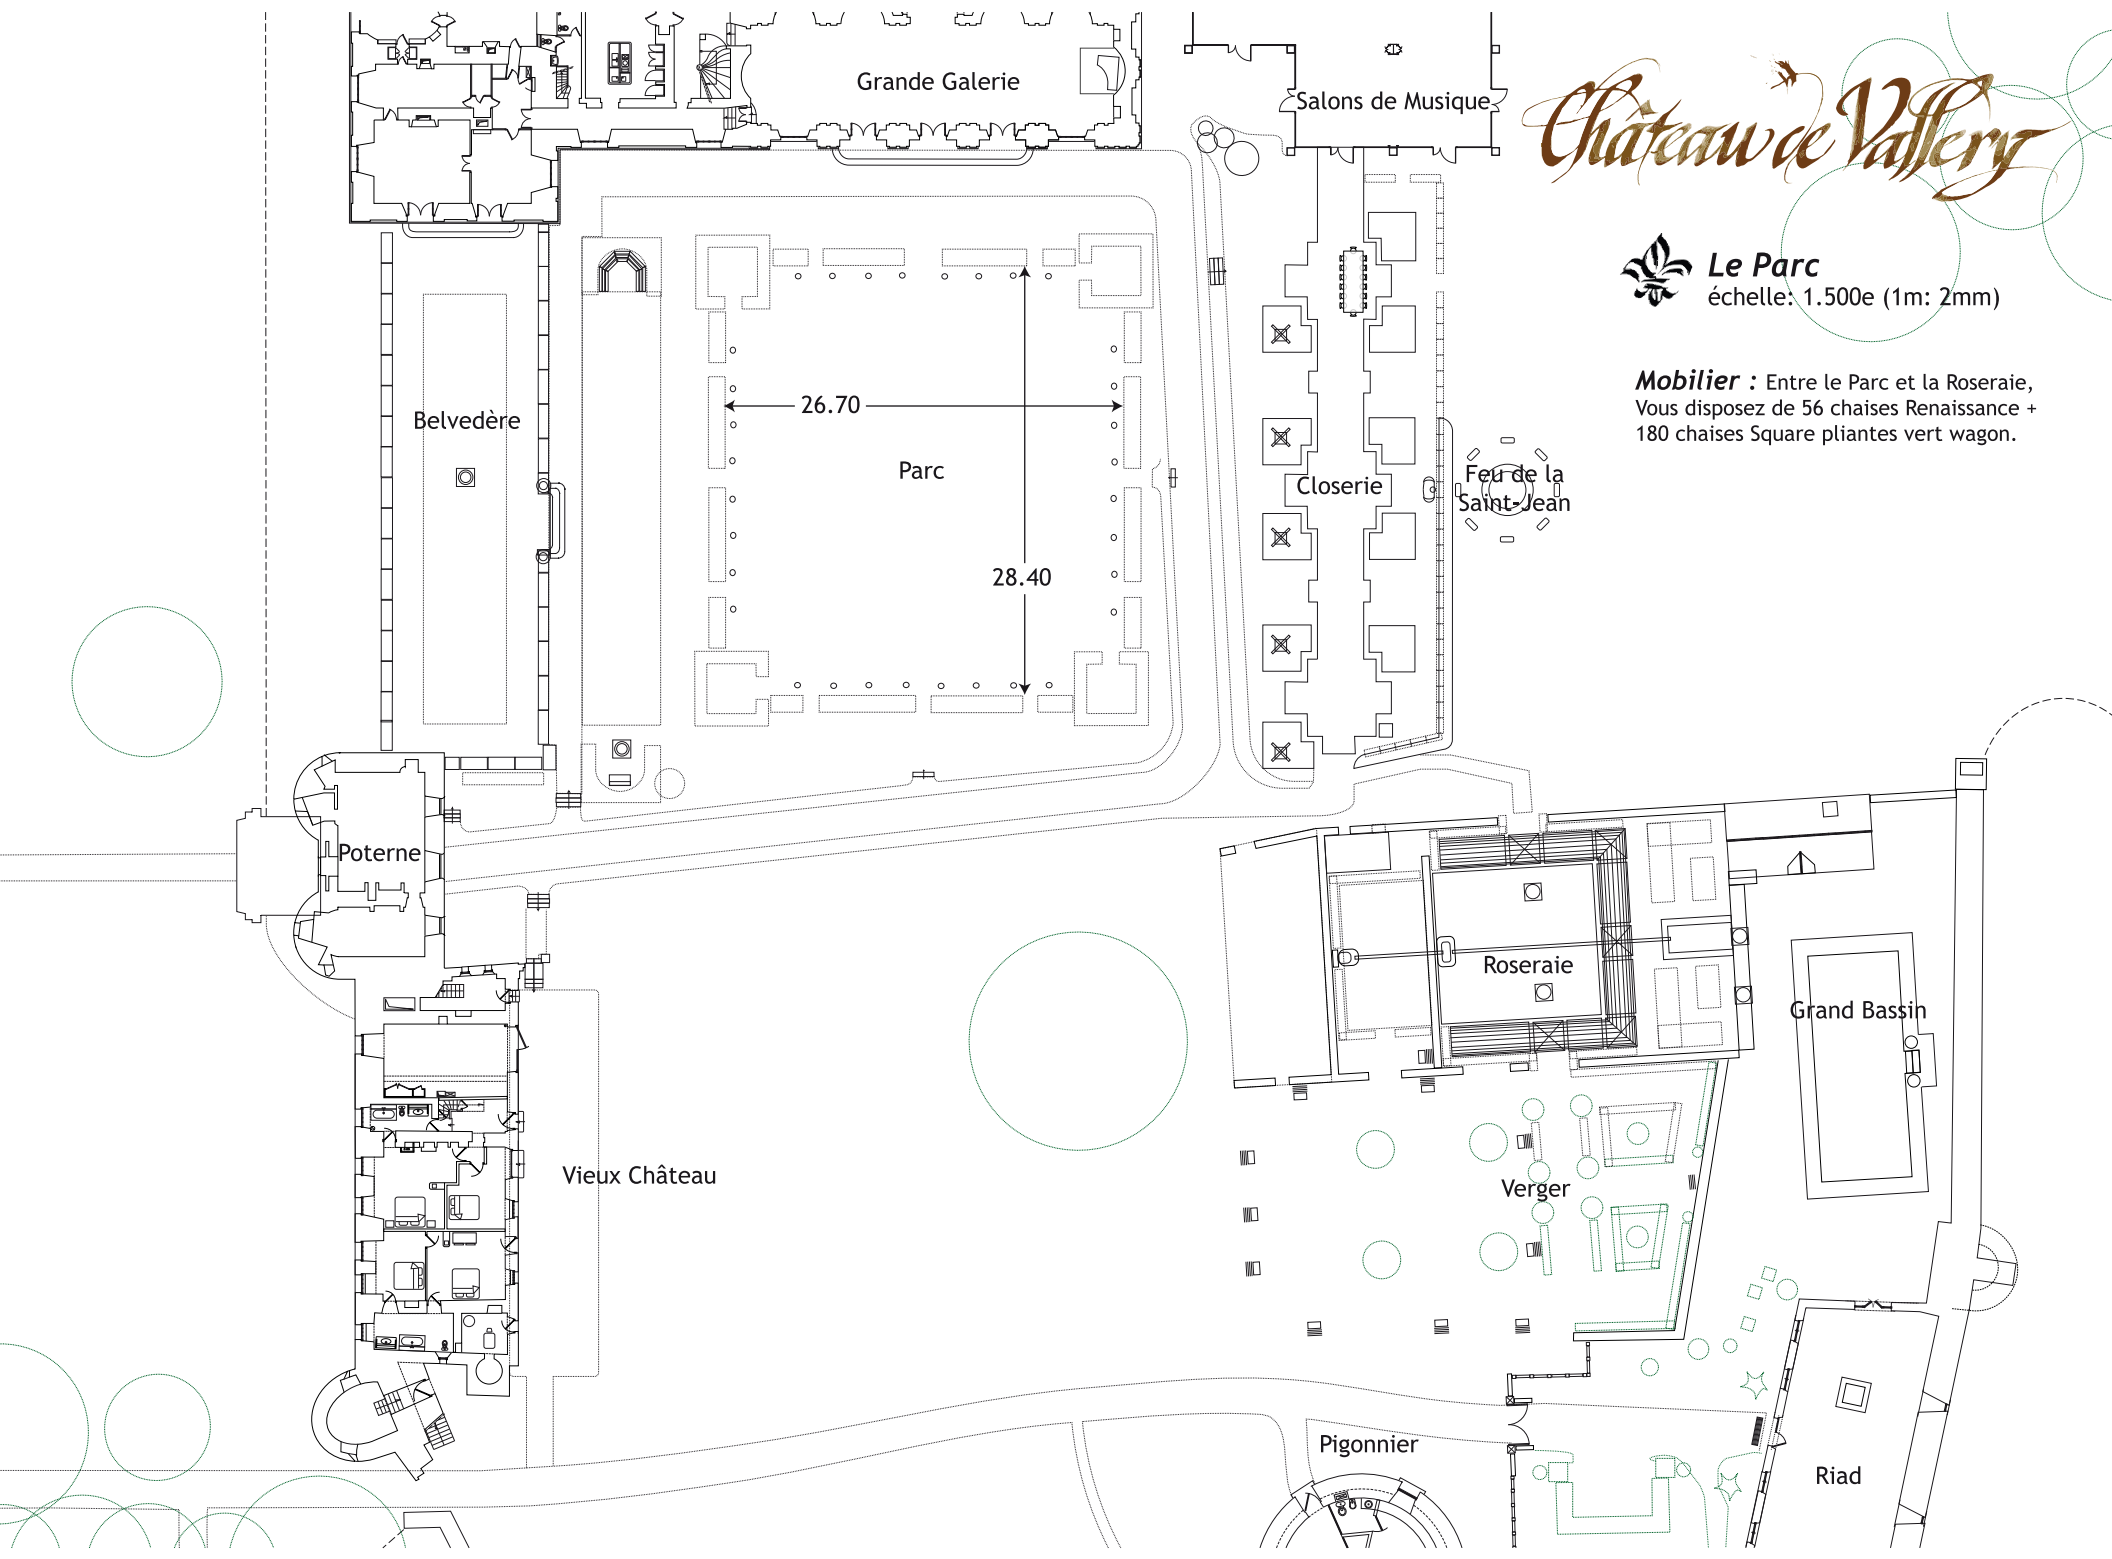 Grande Galerie
Salons de Musique
Château de Vallery
Le Parc
échelle: 1.500e (1m: 2mm)
Mobilier : Entre le Parc et la Roseraie,
Vous disposez de 56 chaises Renaissance +
180 chaises Square pliantes vert wagon.
Belvedère
26.70
Parc
28.40
Closerie
Feu de la
Saint-Jean
Poterne
Roseraie
Grand Bassin
Vieux Château
Verger
Pigonnier
Riad